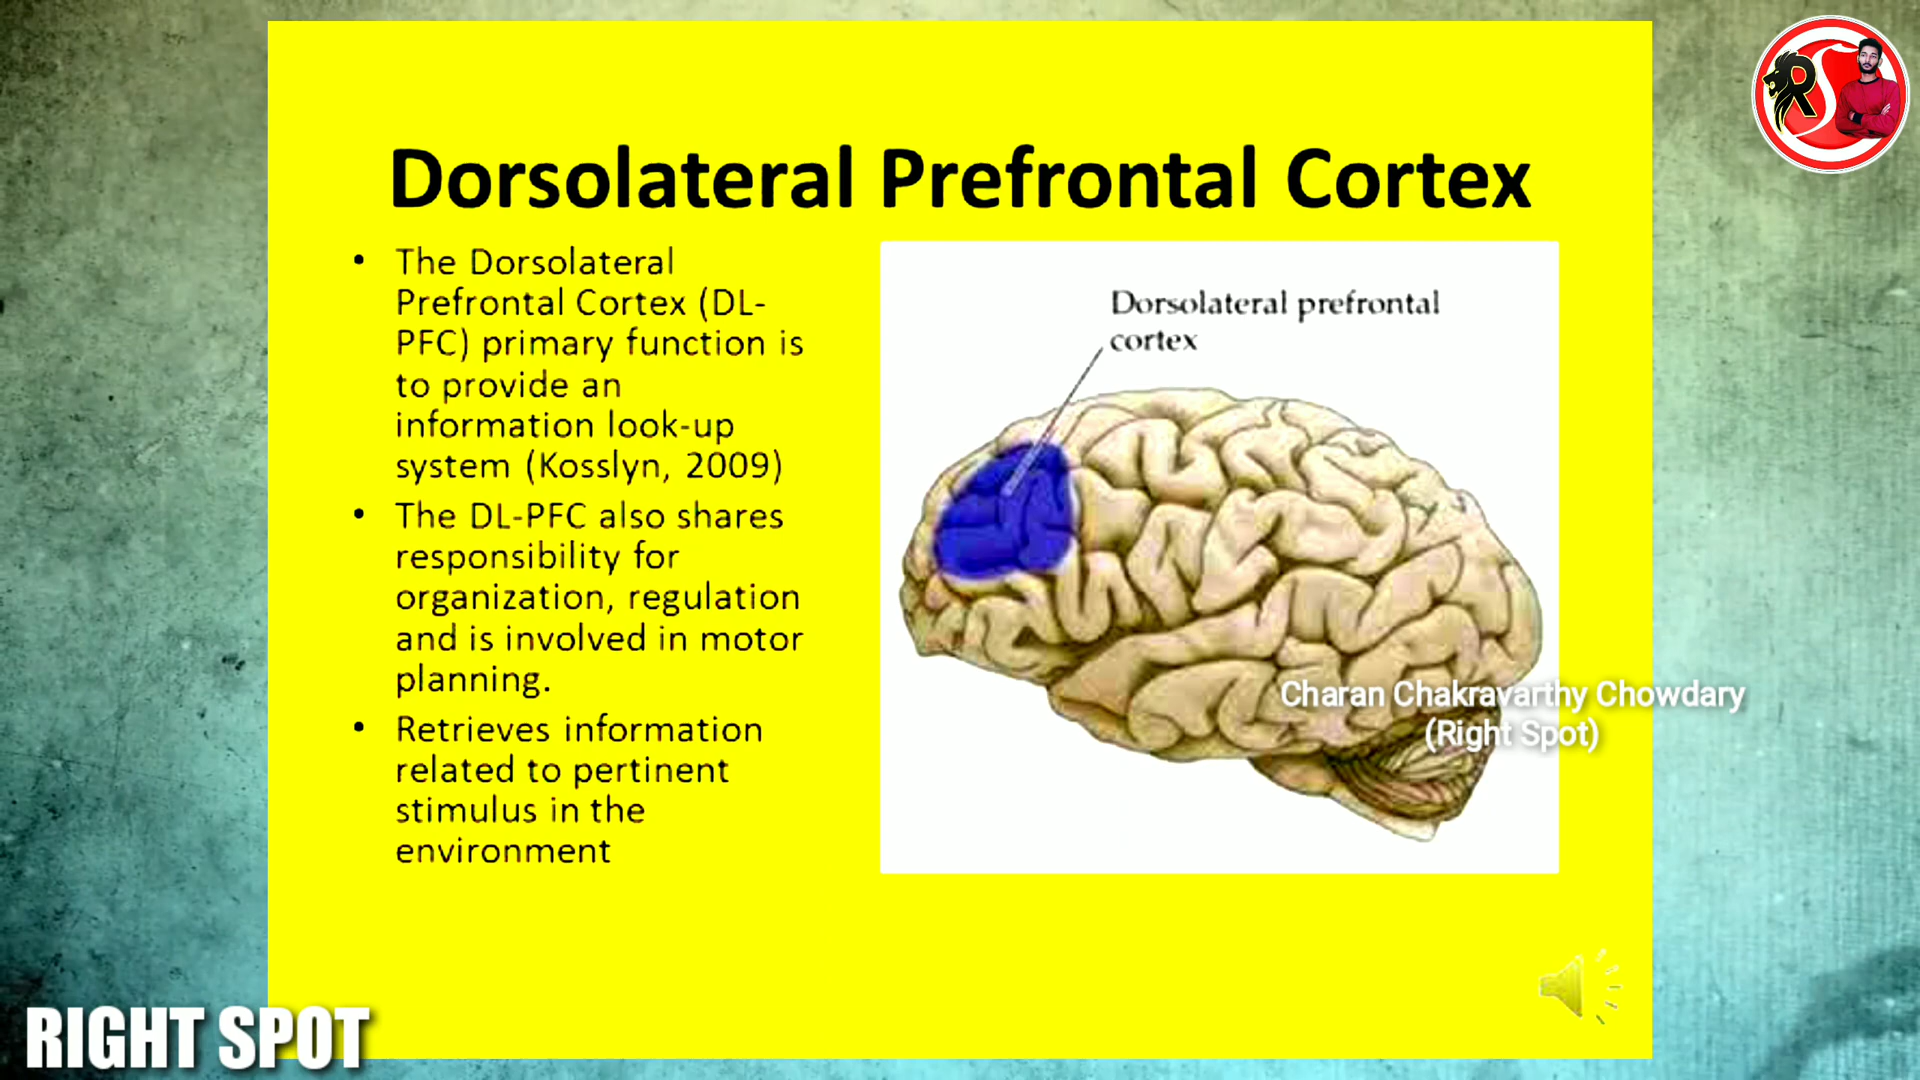 Dorsolateral Prefrontal Cortex
• The Dorsolateral
Prefrontal Cortex (DL-
PFC) primary function is
to provide an
information look-up
system (Kosslyn, 2009)
• The DL-PFC also shares
responsibility for
organization, regulation
and is involved in motor
planning.
• Retrieves information
related to pertinent
stimulus in the
environment
Dorsolateral prefrontal
cortex
Charan Chakravarthy Chowdary
(Right Spot)
RIGHT SPOT
RS